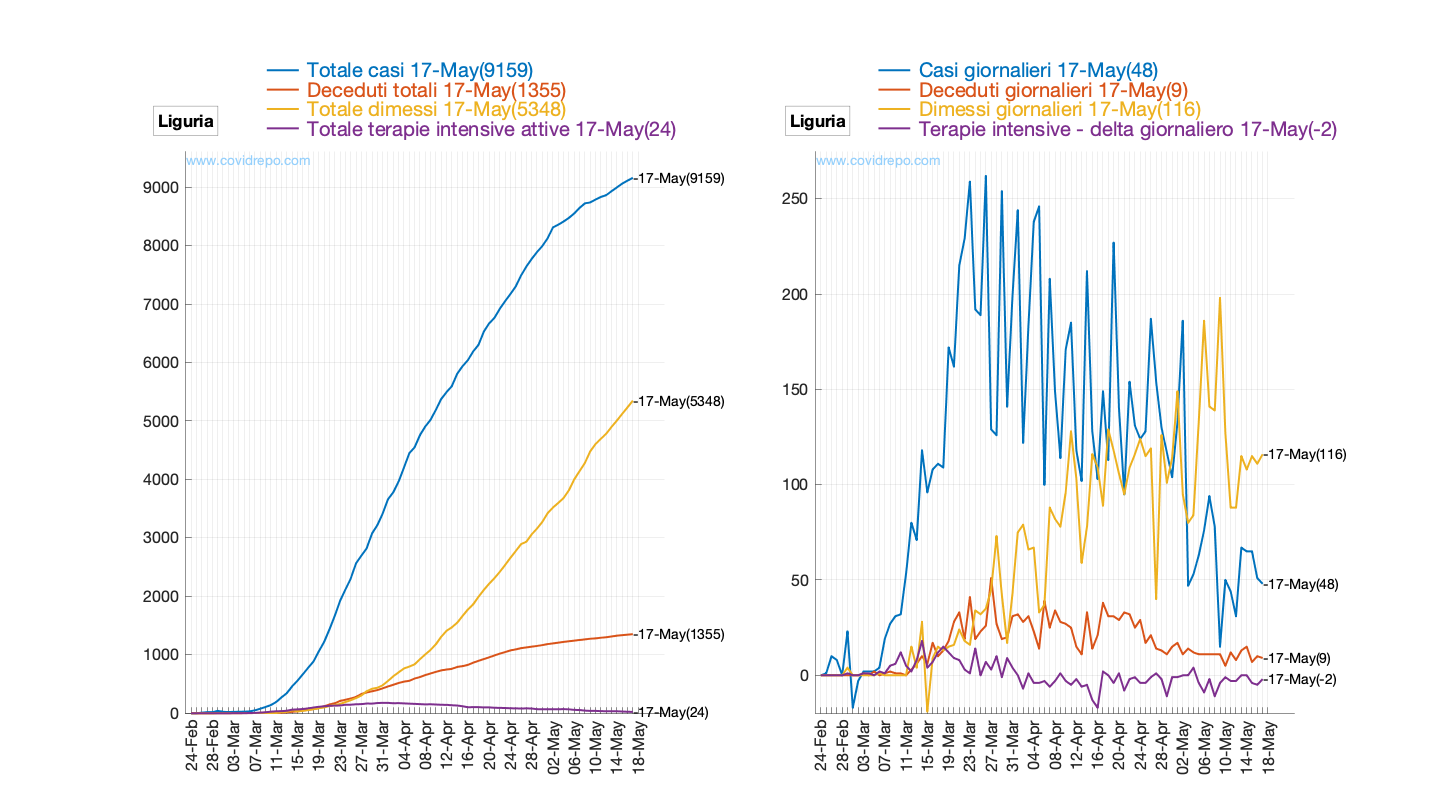 Totale casi 17-May(9159)
Deceduti totali 17-May(1355)
Totale dimessi 17-May(5348)
Totale terapie intensive attive 17-May(24)
Liguria
www.covidrepo.com
9000
8000
7000
6000
5000
4000
3000
2000
1000
0
-17-May(9159)
-17-May(5348)
-17-May(1355)
-17-May(24)
24-Feb
28-Feb
03-Mar
07-Mar
11-Mar
15-Mar
19-Mar
23-Mar
27-Mar
31-Mar
04-Apr
08-Apr
12-Apr
16-Apr
20-Apr
24-Apr
28-Apr
02-May
06-May
10-May
14-May
18-May
Casi giornalieri 17-May(48)
Deceduti giornalieri 17-May(9)
Dimessi giornalieri 17-May(116)
Terapie intensive - delta giornaliero 17-May(-2)
Liguria
www.covidrepo.com
250
200
150
100
50
0
-17-May(116)
-17-May(48)
-17-May(9)
-17-May(-2)
24-Feb
28-Feb
03-Mar
07-Mar
11-Mar
15-Mar
19-Mar
23-Mar
27-Mar
31-Mar
04-Apr
08-Apr
12-Apr
16-Apr
20-Apr
24-Apr
28-Apr
02-May
06-May
10-May
14-May
18-May